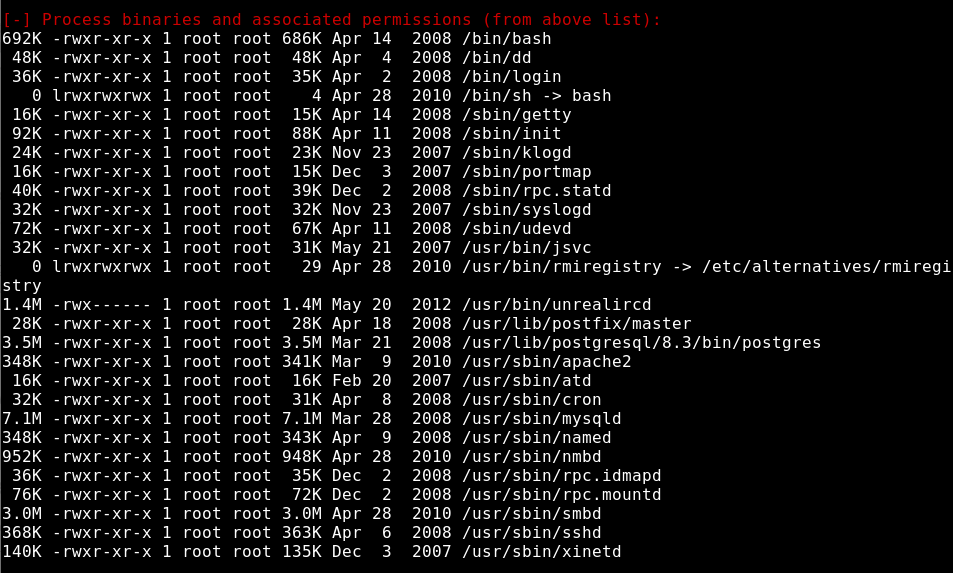 [-] Process binaries and associated permissions (from above list):
692K -rwxr-xr-x 1 root root 686K Apr 14  2008 /bin/bash
 48K -rwxr-xr-x 1 root root  48K Apr  4  2008 /bin/dd
 36K -rwxr-xr-x 1 root root  35K Apr  2  2008 /bin/login
   0 lrwxrwxrwx 1 root root    4 Apr 28  2010 /bin/sh -> bash
 16K -rwxr-xr-x 1 root root  15K Apr 14  2008 /sbin/getty
 92K -rwxr-xr-x 1 root root  88K Apr 11  2008 /sbin/init
 24K -rwxr-xr-x 1 root root  23K Nov 23  2007 /sbin/klogd
 16K -rwxr-xr-x 1 root root  15K Dec  3  2007 /sbin/portmap
 40K -rwxr-xr-x 1 root root  39K Dec  2  2008 /sbin/rpc.statd
 32K -rwxr-xr-x 1 root root  32K Nov 23  2007 /sbin/syslogd
 72K -rwxr-xr-x 1 root root  67K Apr 11  2008 /sbin/udevd
 32K -rwxr-xr-x 1 root root  31K May 21  2007 /usr/bin/jsvc
   0 lrwxrwxrwx 1 root root   29 Apr 28  2010 /usr/bin/rmiregistry -> /etc/alternatives/rmiregi
stry
1.4M -rwx------ 1 root root 1.4M May 20  2012 /usr/bin/unrealircd
 28K -rwxr-xr-x 1 root root  28K Apr 18  2008 /usr/lib/postfix/master
3.5M -rwxr-xr-x 1 root root 3.5M Mar 21  2008 /usr/lib/postgresql/8.3/bin/postgres
348K -rwxr-xr-x 1 root root 341K Mar  9  2010 /usr/sbin/apache2
 16K -rwxr-xr-x 1 root root  16K Feb 20  2007 /usr/sbin/atd
 32K -rwxr-xr-x 1 root root  31K Apr  8  2008 /usr/sbin/cron
7.1M -rwxr-xr-x 1 root root 7.1M Mar 28  2008 /usr/sbin/mysqld
348K -rwxr-xr-x 1 root root 343K Apr  9  2008 /usr/sbin/named
952K -rwxr-xr-x 1 root root 948K Apr 28  2010 /usr/sbin/nmbd
 36K -rwxr-xr-x 1 root root  35K Dec  2  2008 /usr/sbin/rpc.idmapd
 76K -rwxr-xr-x 1 root root  72K Dec  2  2008 /usr/sbin/rpc.mountd
3.0M -rwxr-xr-x 1 root root 3.0M Apr 28  2010 /usr/sbin/smbd
368K -rwxr-xr-x 1 root root 363K Apr  6  2008 /usr/sbin/sshd
140K -rwxr-xr-x 1 root root 135K Dec  3  2007 /usr/sbin/xinetd